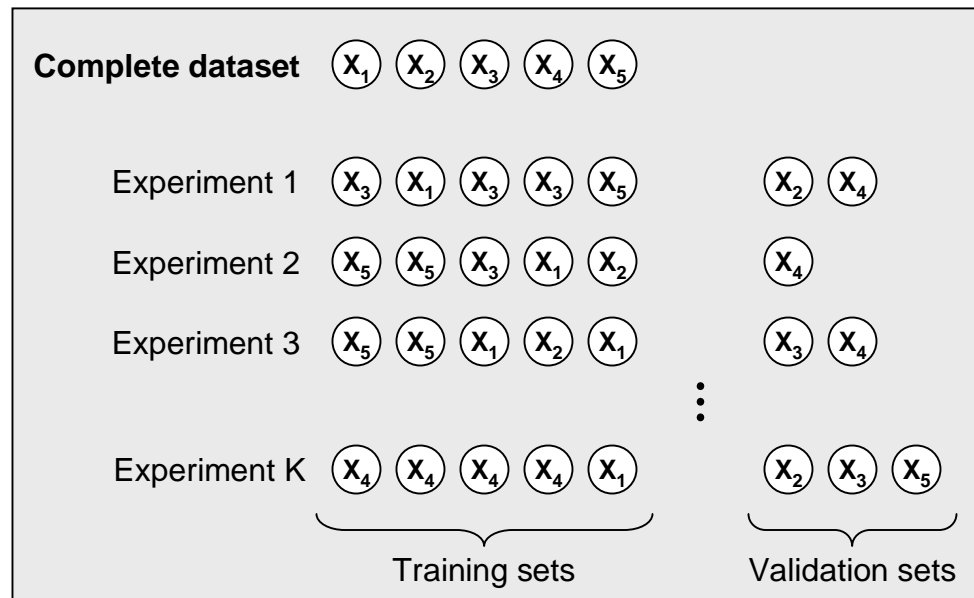 Complete dataset X1 X2 X3 X4 X5
Experiment 1 X3 X1 X3 X3 X5 X2 X4
Experiment 2 X5 X5 X3 X1 X2 X4
Experiment 3 X5 X5 X1 X2 X1 X3 X4
Experiment K X4 X4 X4 X4 X1 X2 X3 X5
Training sets Validation sets